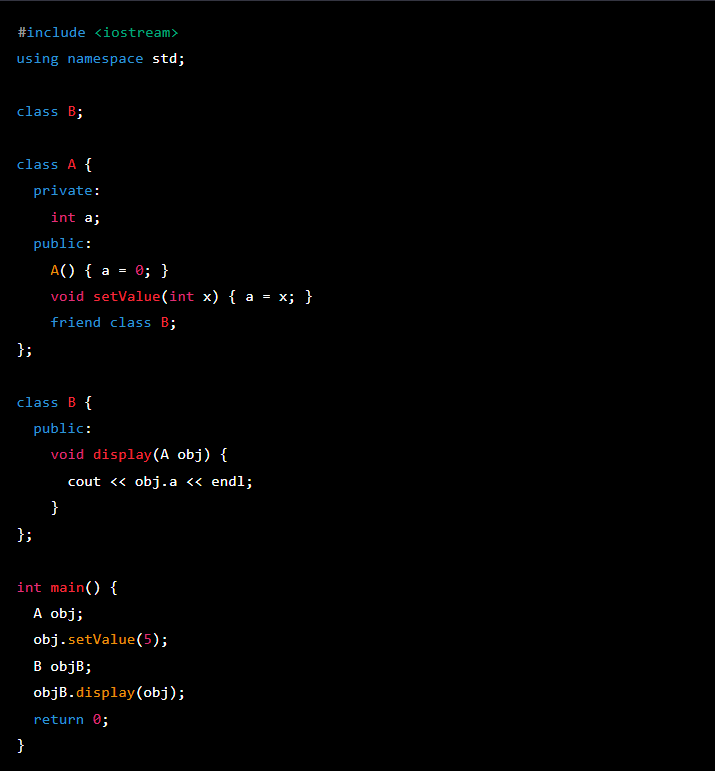 #include <iostream>
using namespace std;
class B;
class A {
private:
int a;
public:
A() { a = 0; }
void setValue(int x) { a = x; }
friend class B;
};
class B {
public:
void display(A obj) {
cout << obj.a << endl;
}
};
int main() {
A obj;
obj.setValue(5);
B objB;
objB.display(obj);
return 0;
}